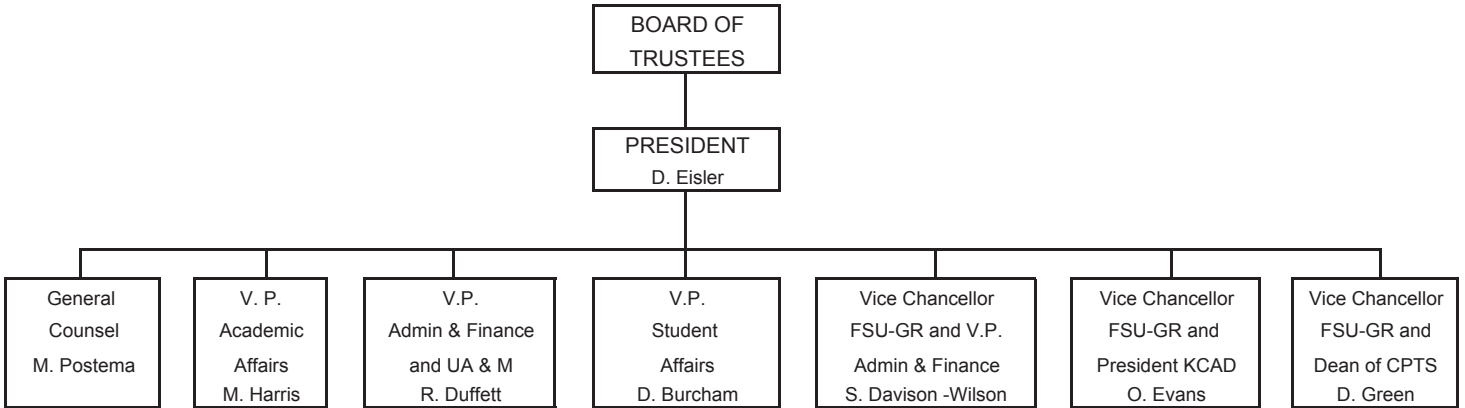 BOARD OF
TRUSTEES
PRESIDENT
D. Eisler
General
Counsel
M. Postema
V. P.
Academic
Affairs
M. Harris
V.P.
Admin & Finance
and UA & M
R. Duffett
V.P.
Student
Affairs
D. Burcham
Vice Chancellor
FSU-GR and V.P.
Admin & Finance
S. Davison -Wilson
Vice Chancellor
FSU-GR and
President KCAD
O. Evans
Vice Chancellor
FSU-GR and
Dean of CPTS
D. Green